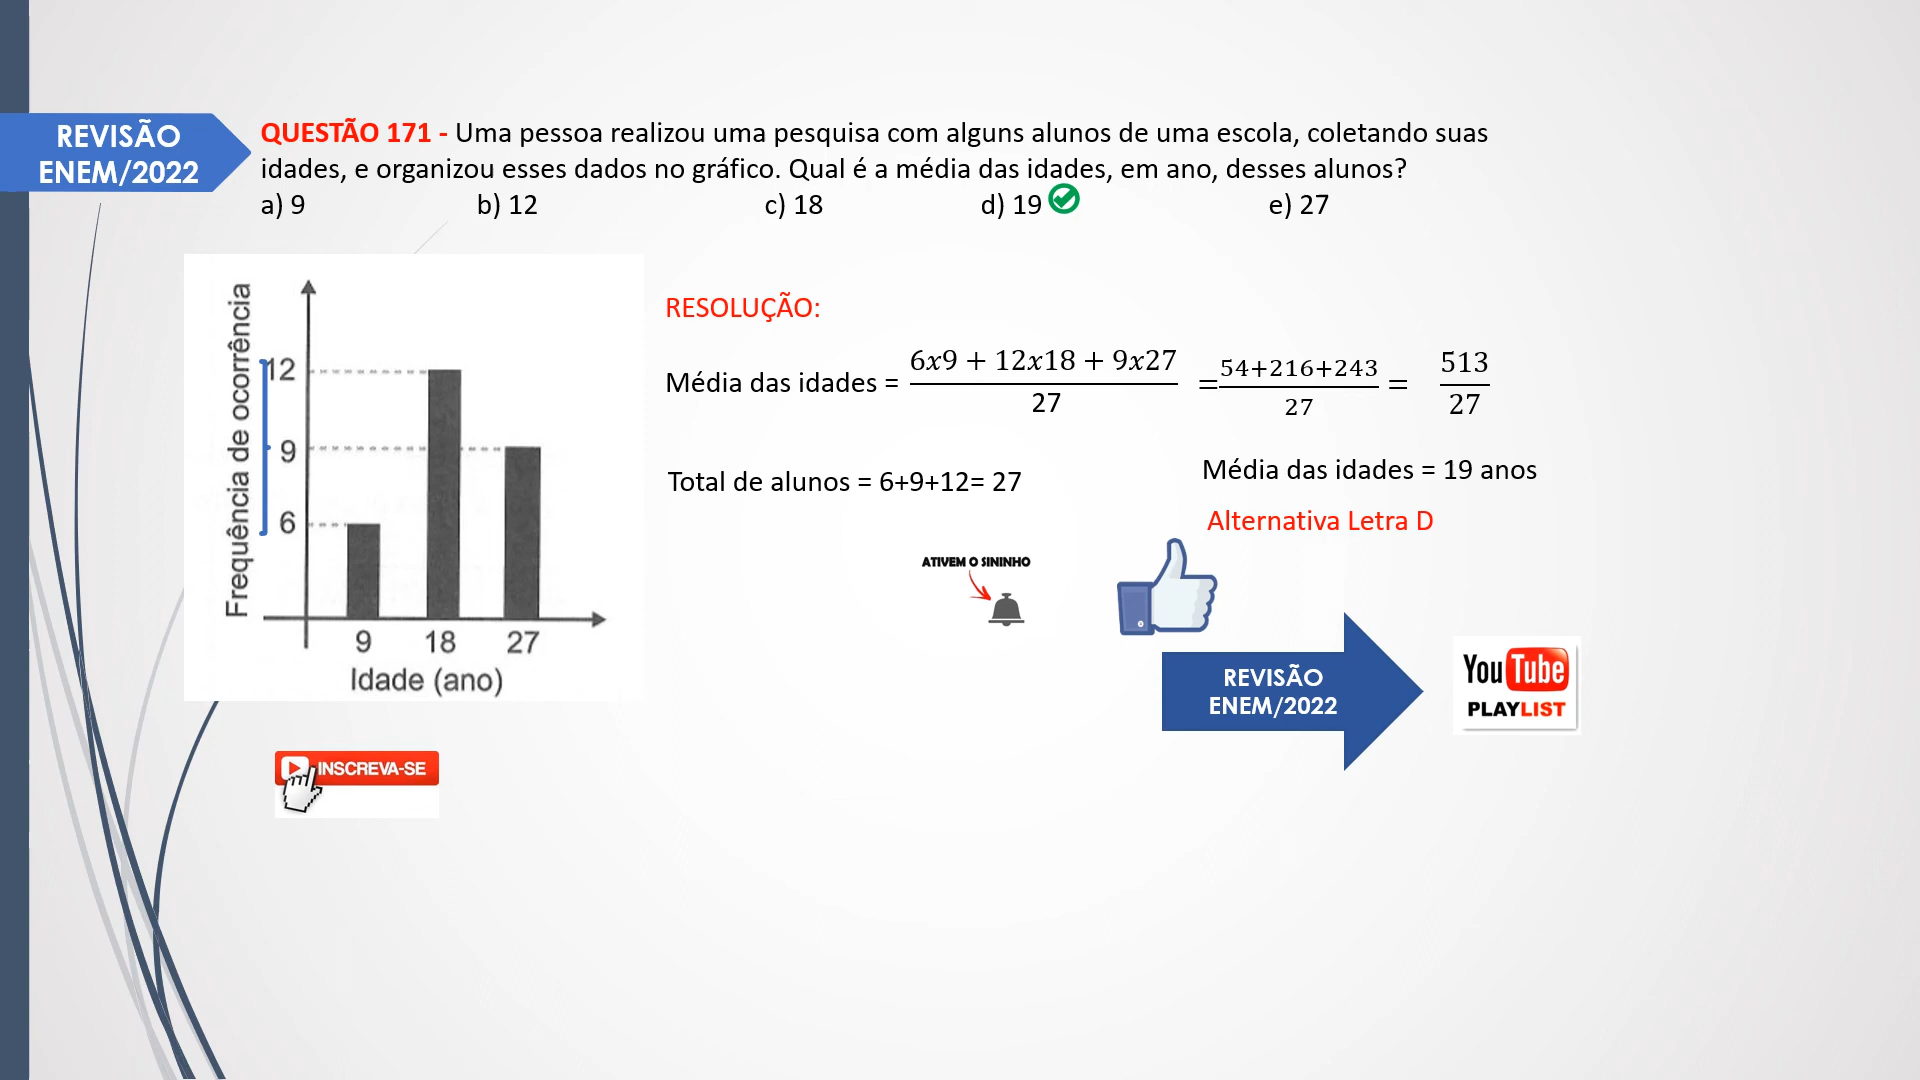 REVISÃO
ENEM/2022
QUESTÃO 171 - Uma pessoa realizou uma pesquisa com alguns alunos de uma escola, coletando suas
idades, e organizou esses dados no gráfico. Qual é a média das idades, em ano, desses alunos?
a) 9 b) 12 c) 18 d) 19 e) 27
Frequência de ocorrência
12
9
6
9 18 27
Idade (ano)
RESOLUÇÃO:
Média das idades = 6x9 + 12x18 + 9x27 / 27 = 54+216+243 / 27 = 513 / 27
Total de alunos = 6+9+12= 27
Média das idades = 19 anos
Alternativa Letra D
ATIVEM O SININHO
REVISÃO
ENEM/2022
YouTube
PLAYLIST
INSCREVA-SE